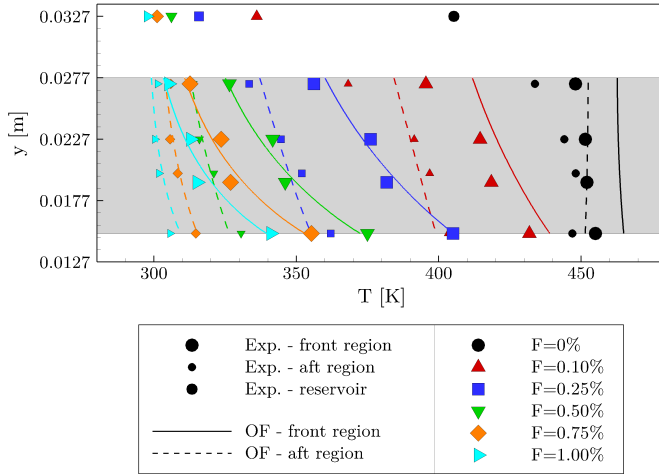 0.0327
0.0277
0.0227
0.0177
0.0127
y [m]
300 350 400 450
T [K]
Exp. - front region
Exp. - aft region
Exp. - reservoir
OF - front region
OF - aft region
F=0%
F=0.10%
F=0.25%
F=0.50%
F=0.75%
F=1.00%